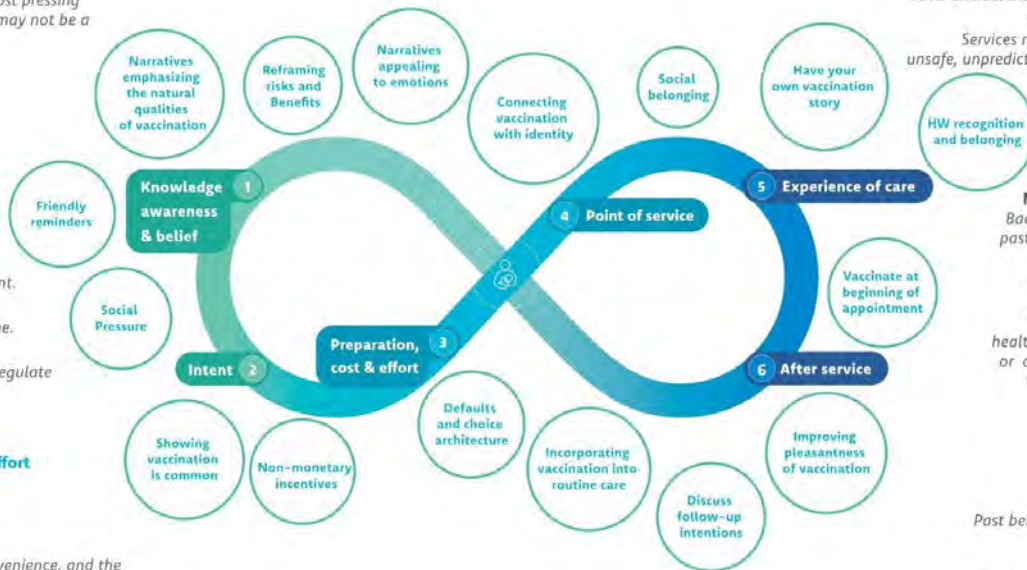 ost pressing
may not be a
Services r
unsafe, unpredict
Narratives
emphasizing
the natural
qualities
of vaccination
Reframing
risks and
Benefits
Narratives
appealing
to emotions
Connecting
vaccination
with identity
Social
belonging
Have your
own vaccination
story
HW recognition
and belonging
Friendly
reminders
Knowledge 1
awareness
& belief
4 Point of service
5 Experience of care
Bac
past
nt.
Social
Pressure
ne.
Vaccinate at
beginning of
appointment
Preparation, 3
cost & effort
healt
or c
egulate
Intent 2
6 After service
Defaults
and choice
architecture
ffort
Showing
vaccination
is common
Non-monetary
incentives
Incorporating
vaccination into
routine care
Improving
pleasantness
of vaccination
Discuss
follow-up
intentions
Past be
venience, and the